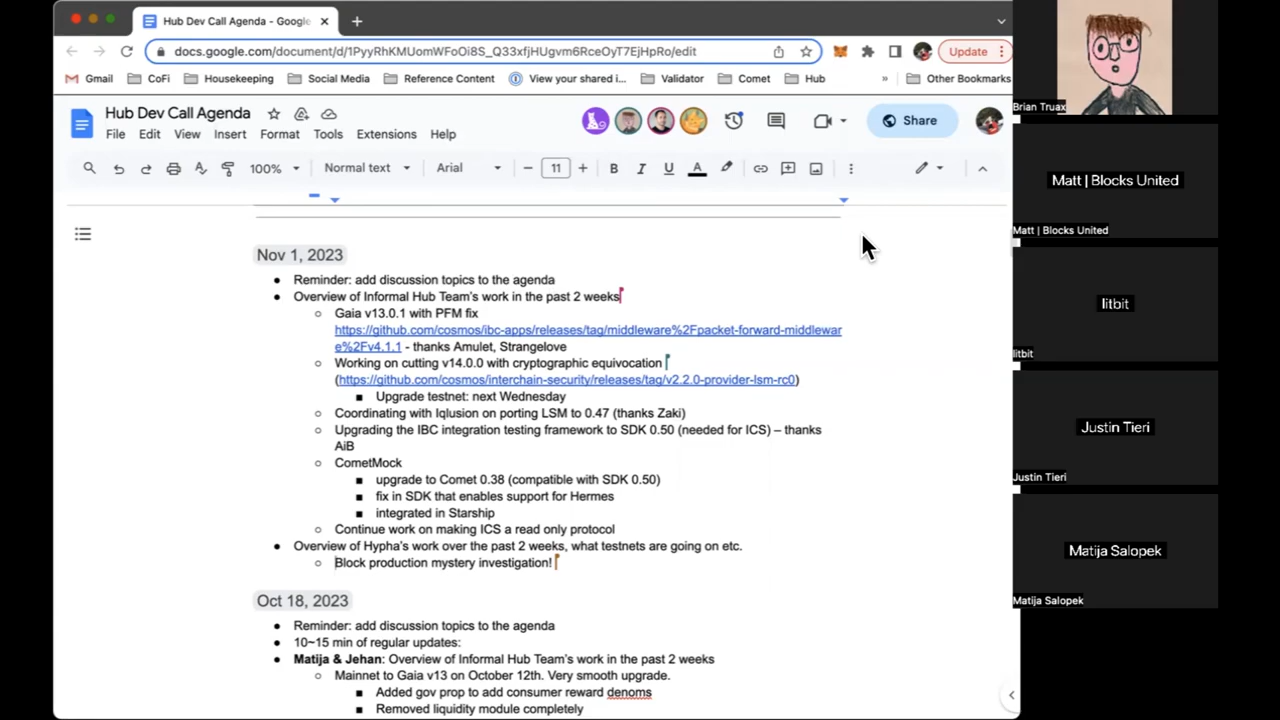 Hub Dev Call Agenda - Google
docs.google.com/document/d/1PyyRhKMUomWFoOi8S_Q33xfjHUgvm6RceOyT7EjHpRo/edit
Update
Gmail
CoFi
Housekeeping
Social Media
Reference Content
View your shared i...
Validator
Comet
Hub
»
Other Bookmarks
Hub Dev Call Agenda
File Edit View Insert Format Tools Extensions Help
Share
100% Normal text Arial 11 B I U A
Nov 1, 2023
● Reminder: add discussion topics to the agenda
● Overview of Informal Hub Team's work in the past 2 weeks
○ Gaia v13.0.1 with PFM fix
https://github.com/cosmos/ibc-apps/releases/tag/middleware%2Fpacket-forward-middlewar
e%2Fv4.1.1 - thanks Amulet, Strangelove
○ Working on cutting v14.0.0 with cryptographic equivocation
(https://github.com/cosmos/interchain-security/releases/tag/v2.2.0-provider-lsm-rc0)
■ Upgrade testnet: next Wednesday
○ Coordinating with Iqlusion on porting LSM to 0.47 (thanks Zaki)
○ Upgrading the IBC integration testing framework to SDK 0.50 (needed for ICS) – thanks
AiB
○ CometMock
■ upgrade to Comet 0.38 (compatible with SDK 0.50)
■ fix in SDK that enables support for Hermes
■ integrated in Starship
○ Continue work on making ICS a read only protocol
● Overview of Hypha's work over the past 2 weeks, what testnets are going on etc.
○ Block production mystery investigation!
Oct 18, 2023
● Reminder: add discussion topics to the agenda
● 10~15 min of regular updates:
● Matija & Jehan: Overview of Informal Hub Team's work in the past 2 weeks
○ Mainnet to Gaia v13 on October 12th. Very smooth upgrade.
■ Added gov prop to add consumer reward denoms
■ Removed liquidity module completely
Brian Truax
Matt | Blocks United
Matt | Blocks United
litbit
litbit
Justin Tieri
Justin Tieri
Matija Salopek
Matija Salopek